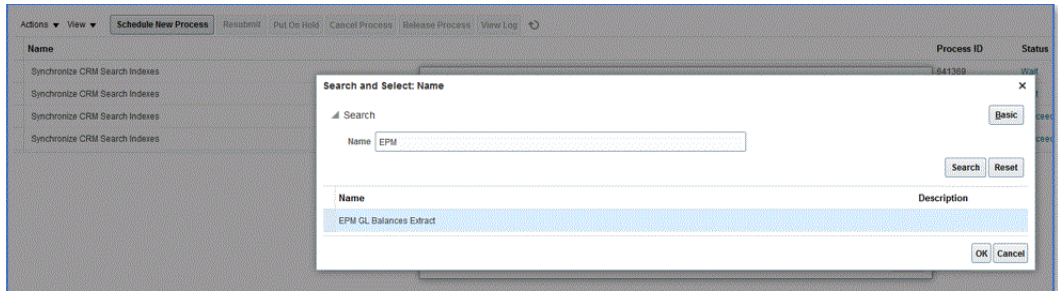 Actions View Schedule New Process Resubmit Put On Hold Cancel Process Release Process View Log
Name Process ID Status
Synchronize CRM Search Indexes 641369 Wait
Synchronize CRM Search Indexes
Synchronize CRM Search Indexes
Synchronize CRM Search Indexes
Search and Select: Name
Search
Basic
Name EPM
Search Reset
Name Description
EPM GL Balances Extract
OK Cancel